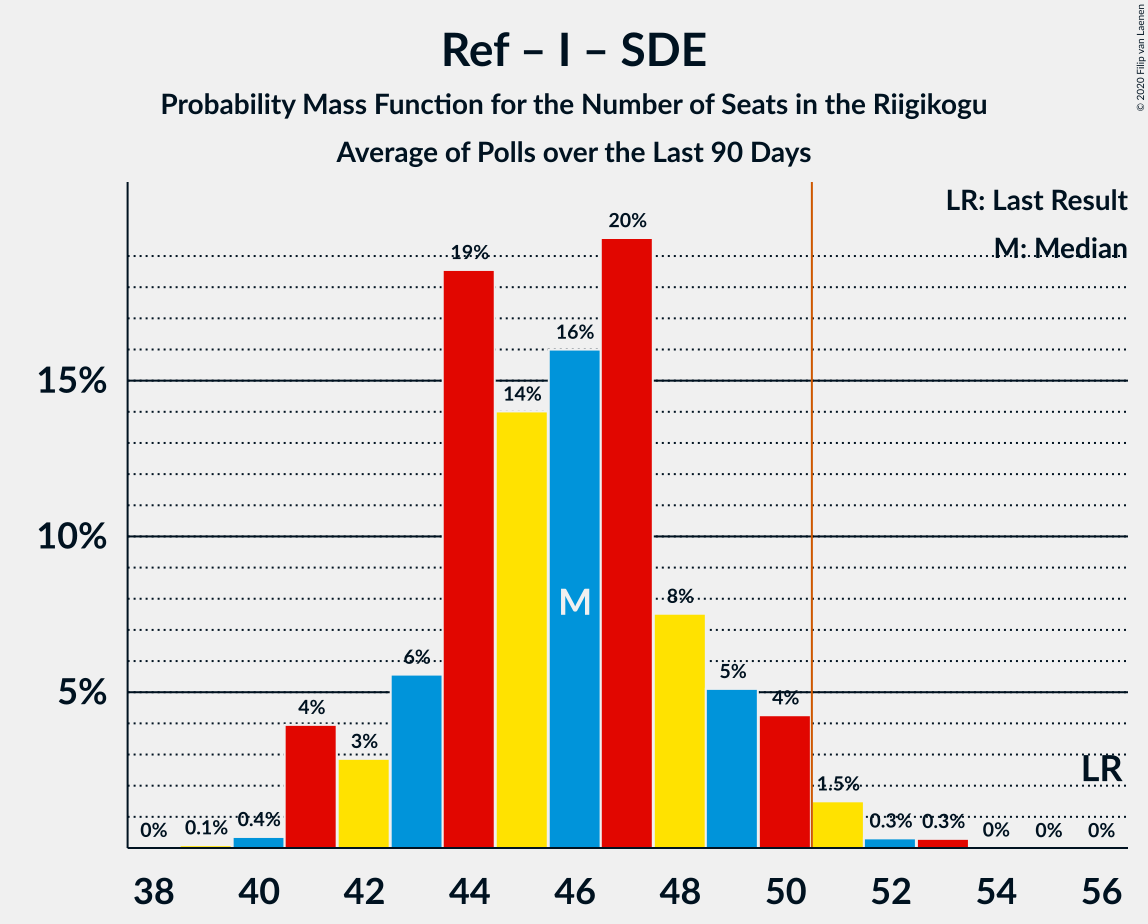 Ref – I – SDE
Probability Mass Function for the Number of Seats in the Riigikogu
Average of Polls over the Last 90 Days
© 2020 Filip van Laenen
LR: Last Result
M: Median
15%
10%
5%
0%
0.1%
0.4%
4%
3%
6%
19%
14%
16%
20%
8%
5%
4%
1.5%
0.3%
0.3%
0%
0%
0%
M
LR
38 40 42 44 46 48 50 52 54 56